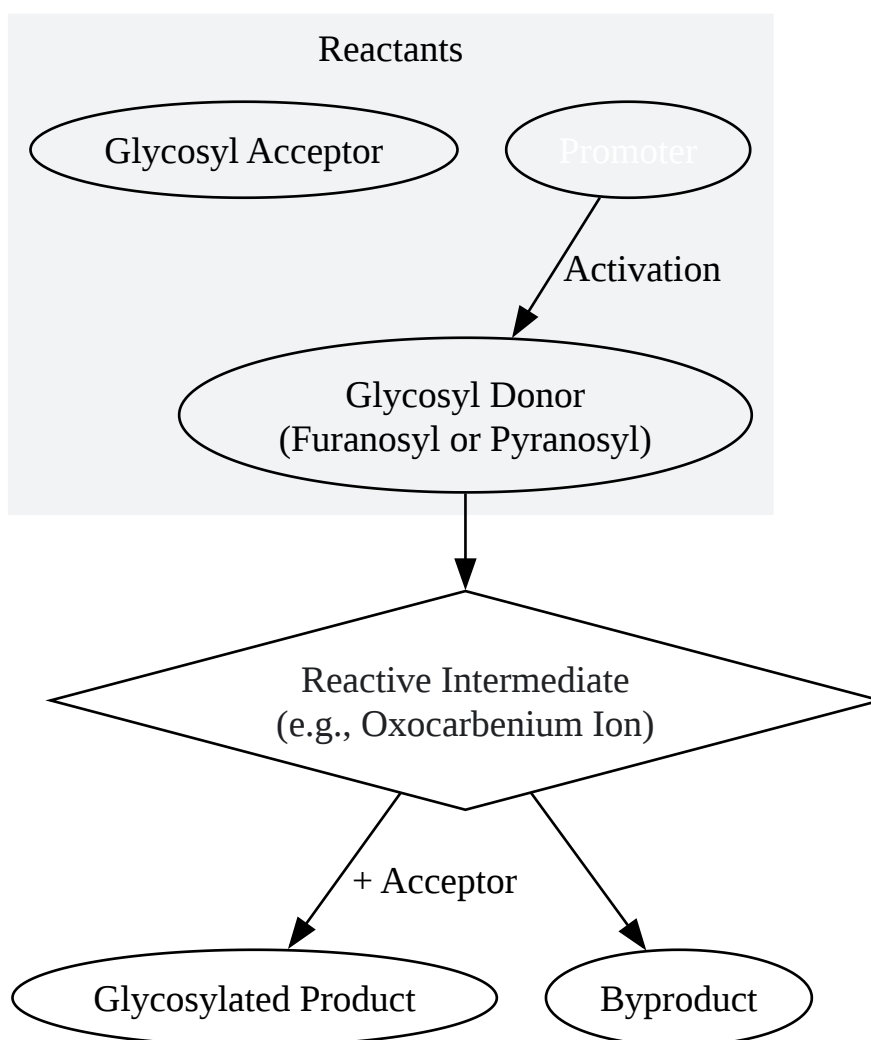 Reactants
Glycosyl Acceptor
Promoter
Activation
Glycosyl Donor
(Furanosyl or Pyranosyl)
Reactive Intermediate
(e.g., Oxocarbenium Ion)
+ Acceptor
Glycosylated Product
Byproduct